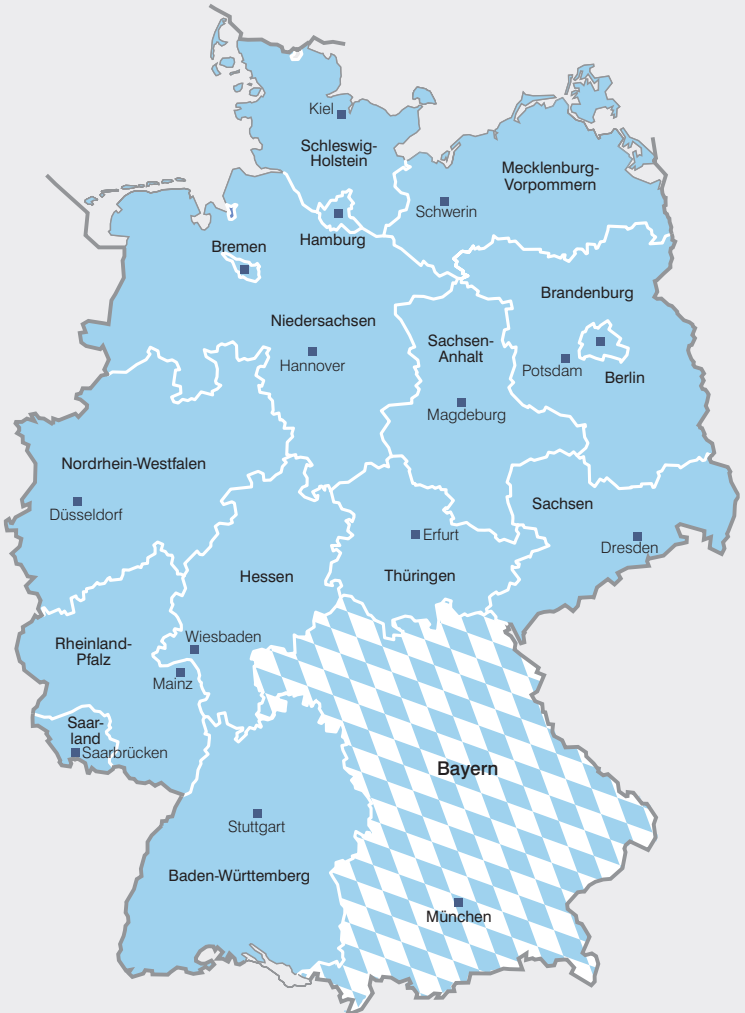 Kiel
Schleswig-
Holstein
Mecklenburg-
Vorpommern
Schwerin
Hamburg
Bremen
Brandenburg
Niedersachsen
Sachsen-
Anhalt
Hannover
Potsdam
Berlin
Magdeburg
Nordrhein-Westfalen
Düsseldorf
Sachsen
Erfurt
Dresden
Hessen
Thüringen
Rheinland-
Pfalz
Wiesbaden
Mainz
Saar-
land
Saarbrücken
Bayern
Stuttgart
Baden-Württemberg
München